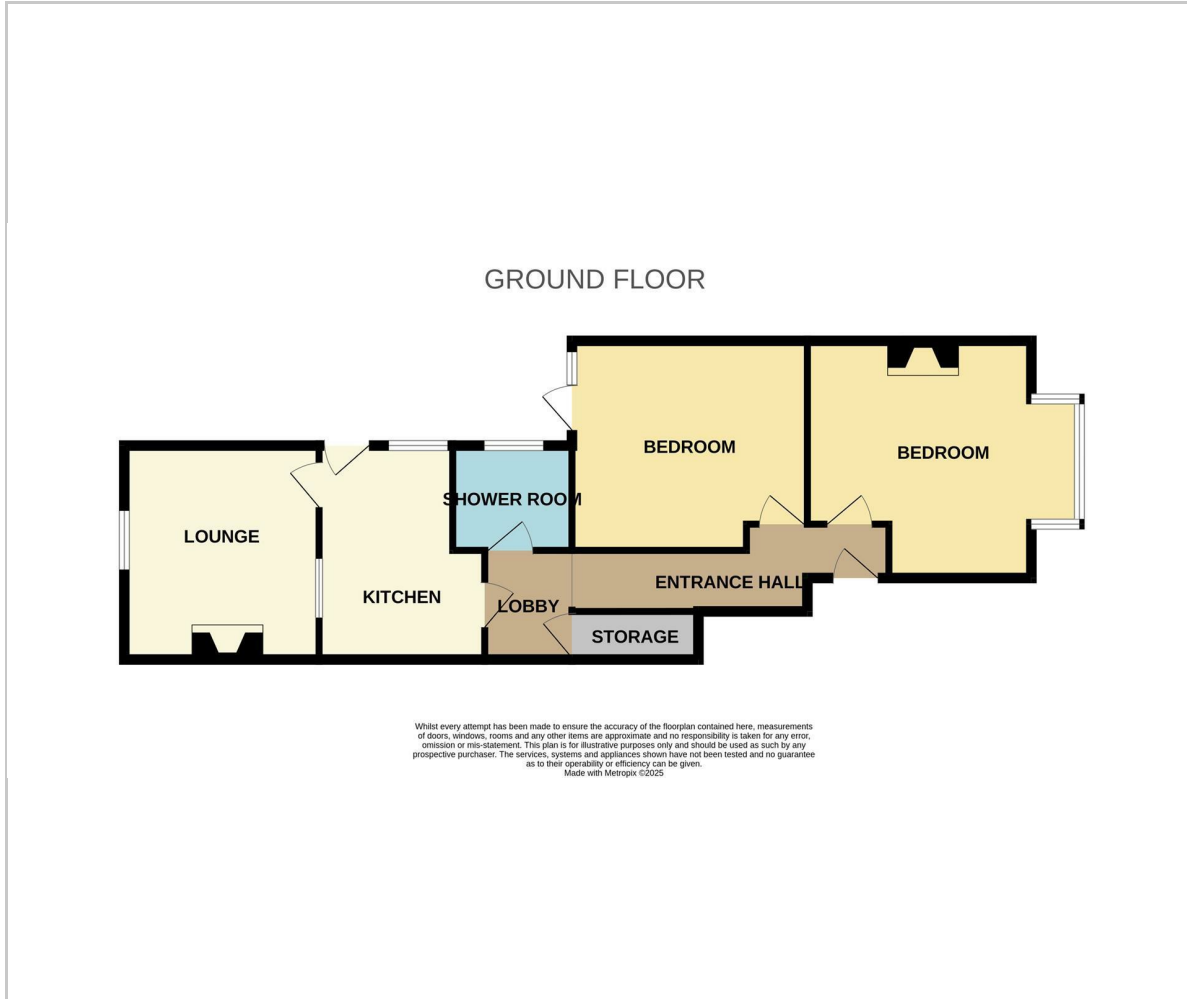 GROUND FLOOR
BEDROOM
BEDROOM
SHOWER ROOM
LOUNGE
ENTRANCE HALL
KITCHEN
LOBBY
STORAGE
Whilst every attempt has been made to ensure the accuracy of the floorplan contained here, measurements
of doors, windows, rooms and any other items are approximate and no responsibility is taken for any error,
omission or mis-statement. This plan is for illustrative purposes only and should be used as such by any
prospective purchaser. The services, systems and appliances shown have not been tested and no guarantee
as to their operability or efficiency can be given.
Made with Metropix ©2025